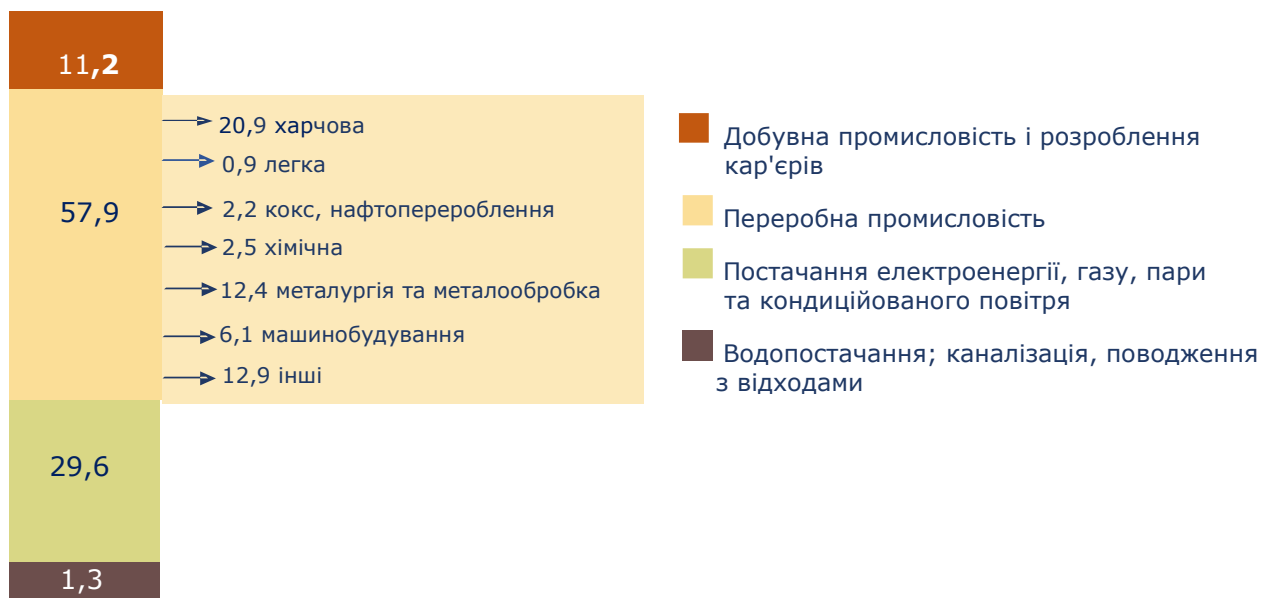 11,2
20,9 харчова
0,9 легка
57,9
2,2 кокс, нафтоперероблення
2,5 хімічна
12,4 металургія та металообробка
6,1 машинобудування
12,9 інші
29,6
1,3
Добувна промисловість і розроблення
кар'єрів
Переробна промисловість
Постачання електроенергії, газу, пари
та кондиційованого повітря
Водопостачання; каналізація, поводження
з відходами